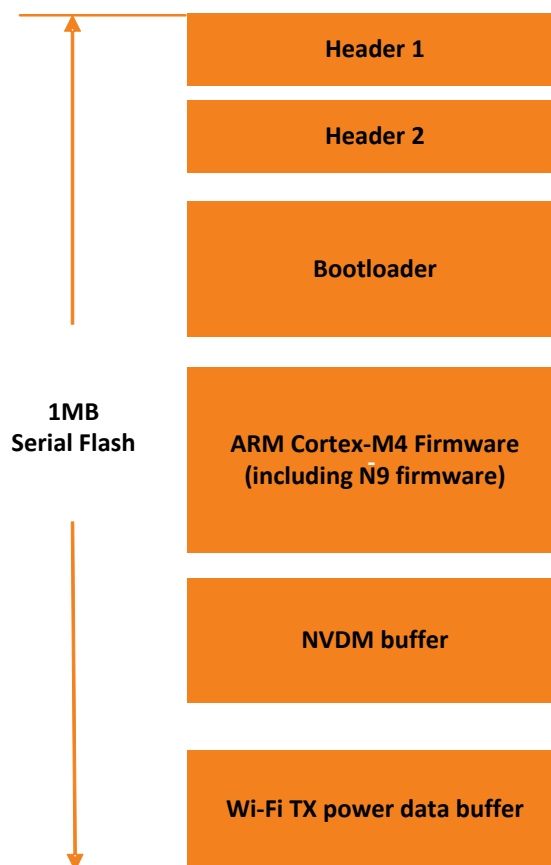 Header 1
Header 2
Bootloader
1MB
Serial Flash
ARM Cortex-M4 Firmware
(including N9 firmware)
NVDM buffer
Wi-Fi TX power data buffer